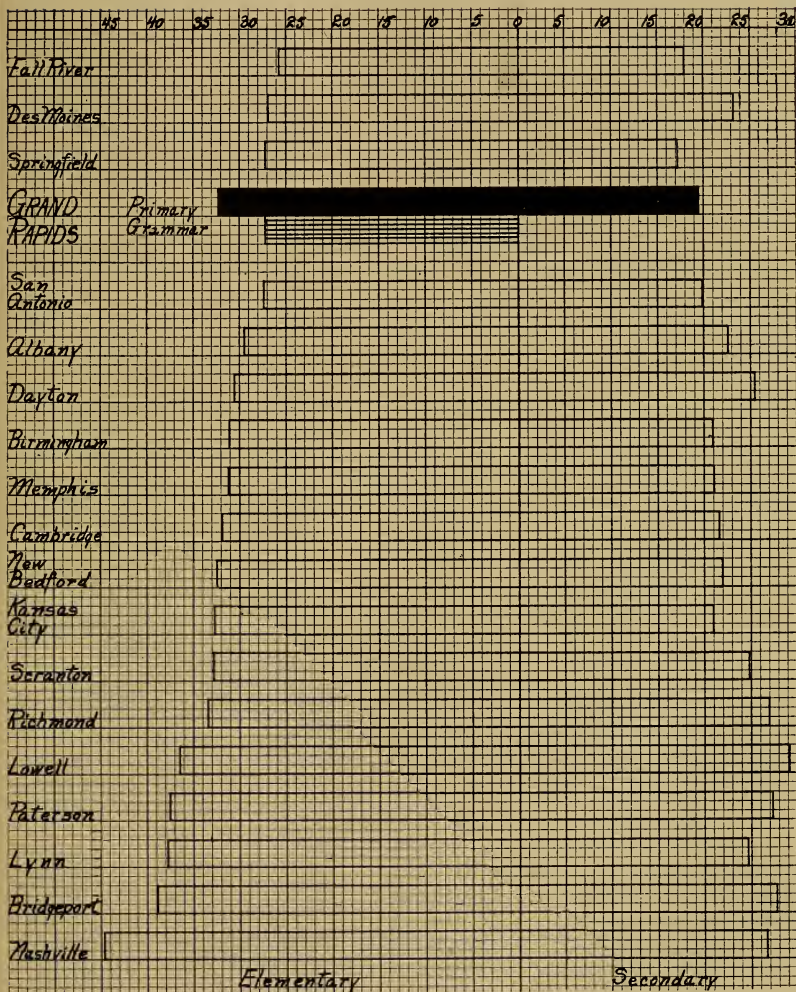 45 40 35 30 25 20 15 10 5 0 5 10 15 20 25 30
Fall River
Des Moines
Springfield
GRAND Primary
RAPIDS Grammar
San
Antonio
Albany
Dayton
Birmingham
Memphis
Cambridge
New
Bedford
Kansas
City
Scranton
Richmond
Lowell
Paterson
Lynn
Bridgeport
Nashville
Elementary Secondary